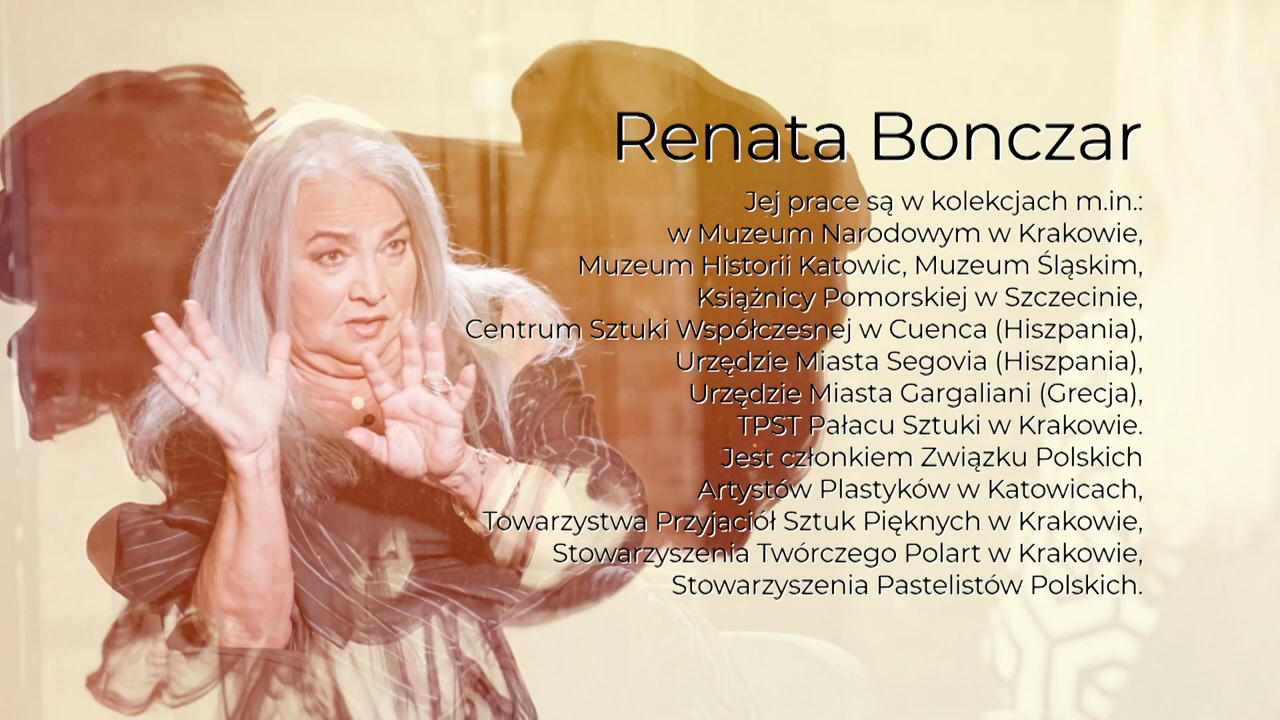 Renata Bonczar
Jej prace są w kolekcjach m.in.:
w Muzeum Narodowym w Krakowie,
Muzeum Historii Katowic, Muzeum Śląskim,
Książnicy Pomorskiej w Szczecinie,
Centrum Sztuki Współczesnej w Cuenca (Hiszpania),
Urzędzie Miasta Segovia (Hiszpania),
Urzędzie Miasta Gargaliani (Grecja),
TPST Pałacu Sztuki w Krakowie.
Jest członkiem Związku Polskich
Artystów Plastyków w Katowicach,
Towarzystwa Przyjaciół Sztuk Pięknych w Krakowie,
Stowarzyszenia Twórczego Polart w Krakowie,
Stowarzyszenia Pastelistów Polskich.